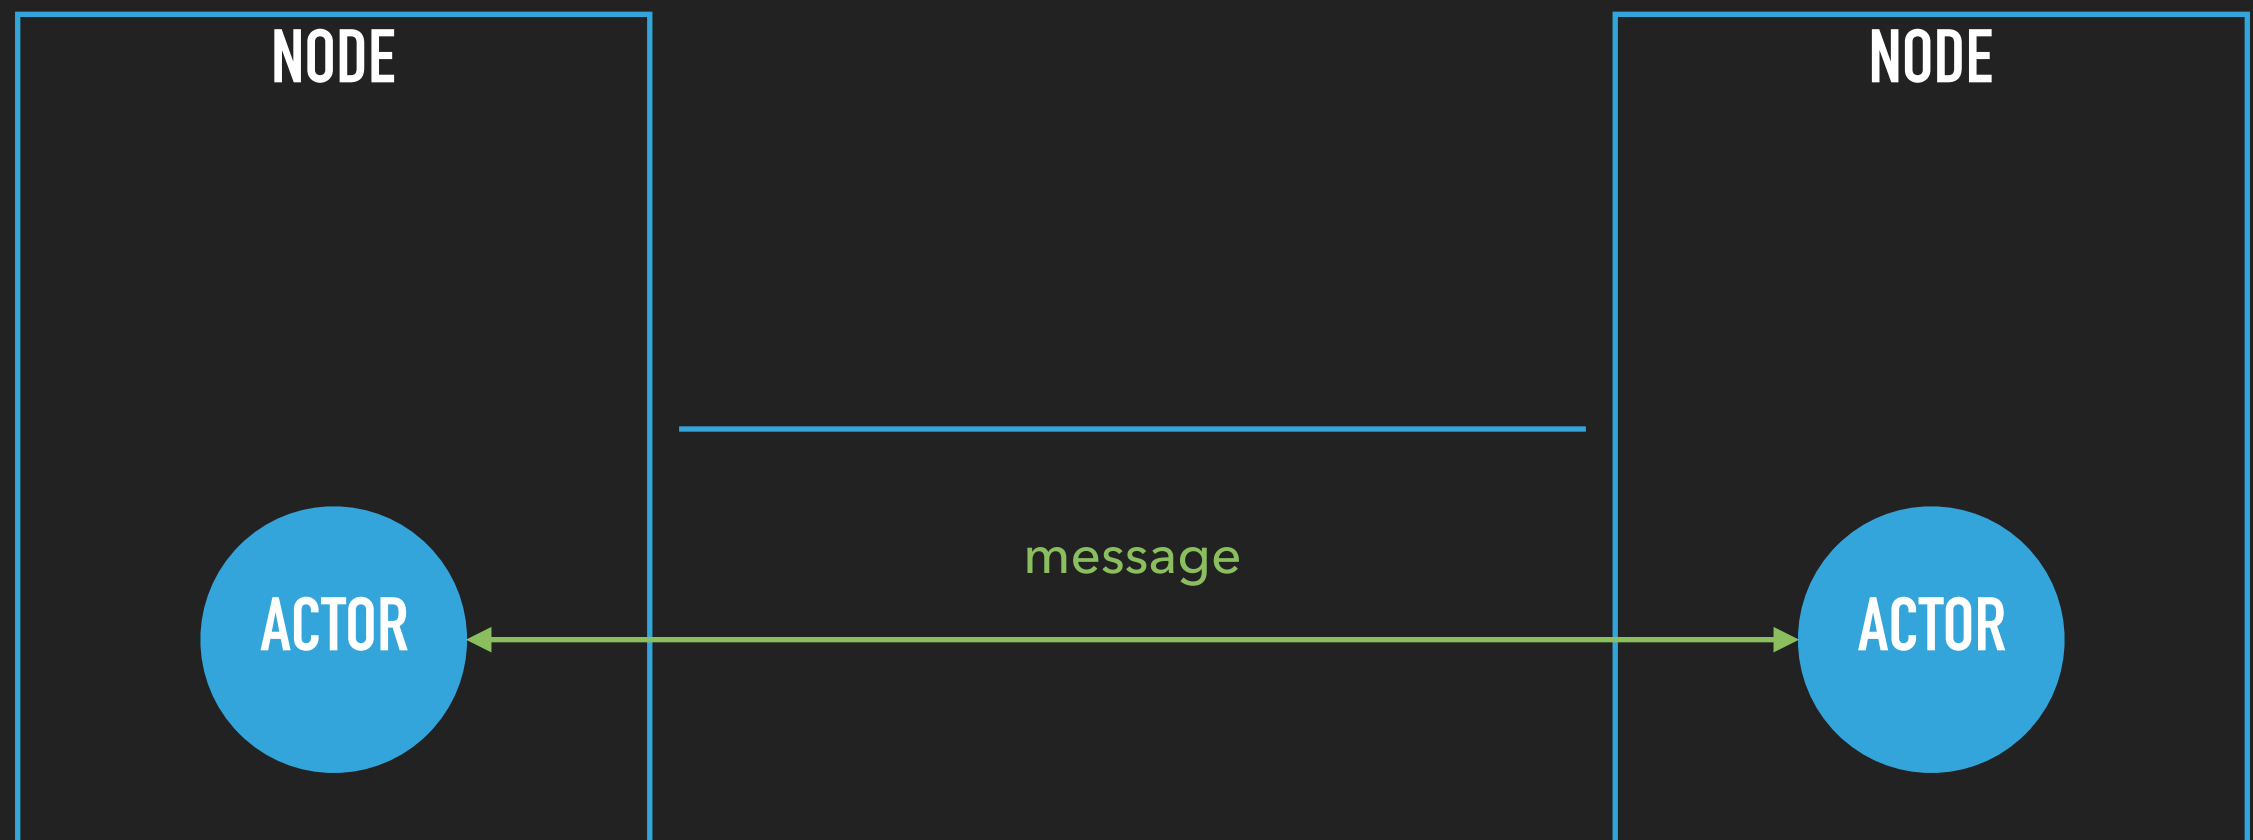 NODE
NODE
message
ACTOR
ACTOR